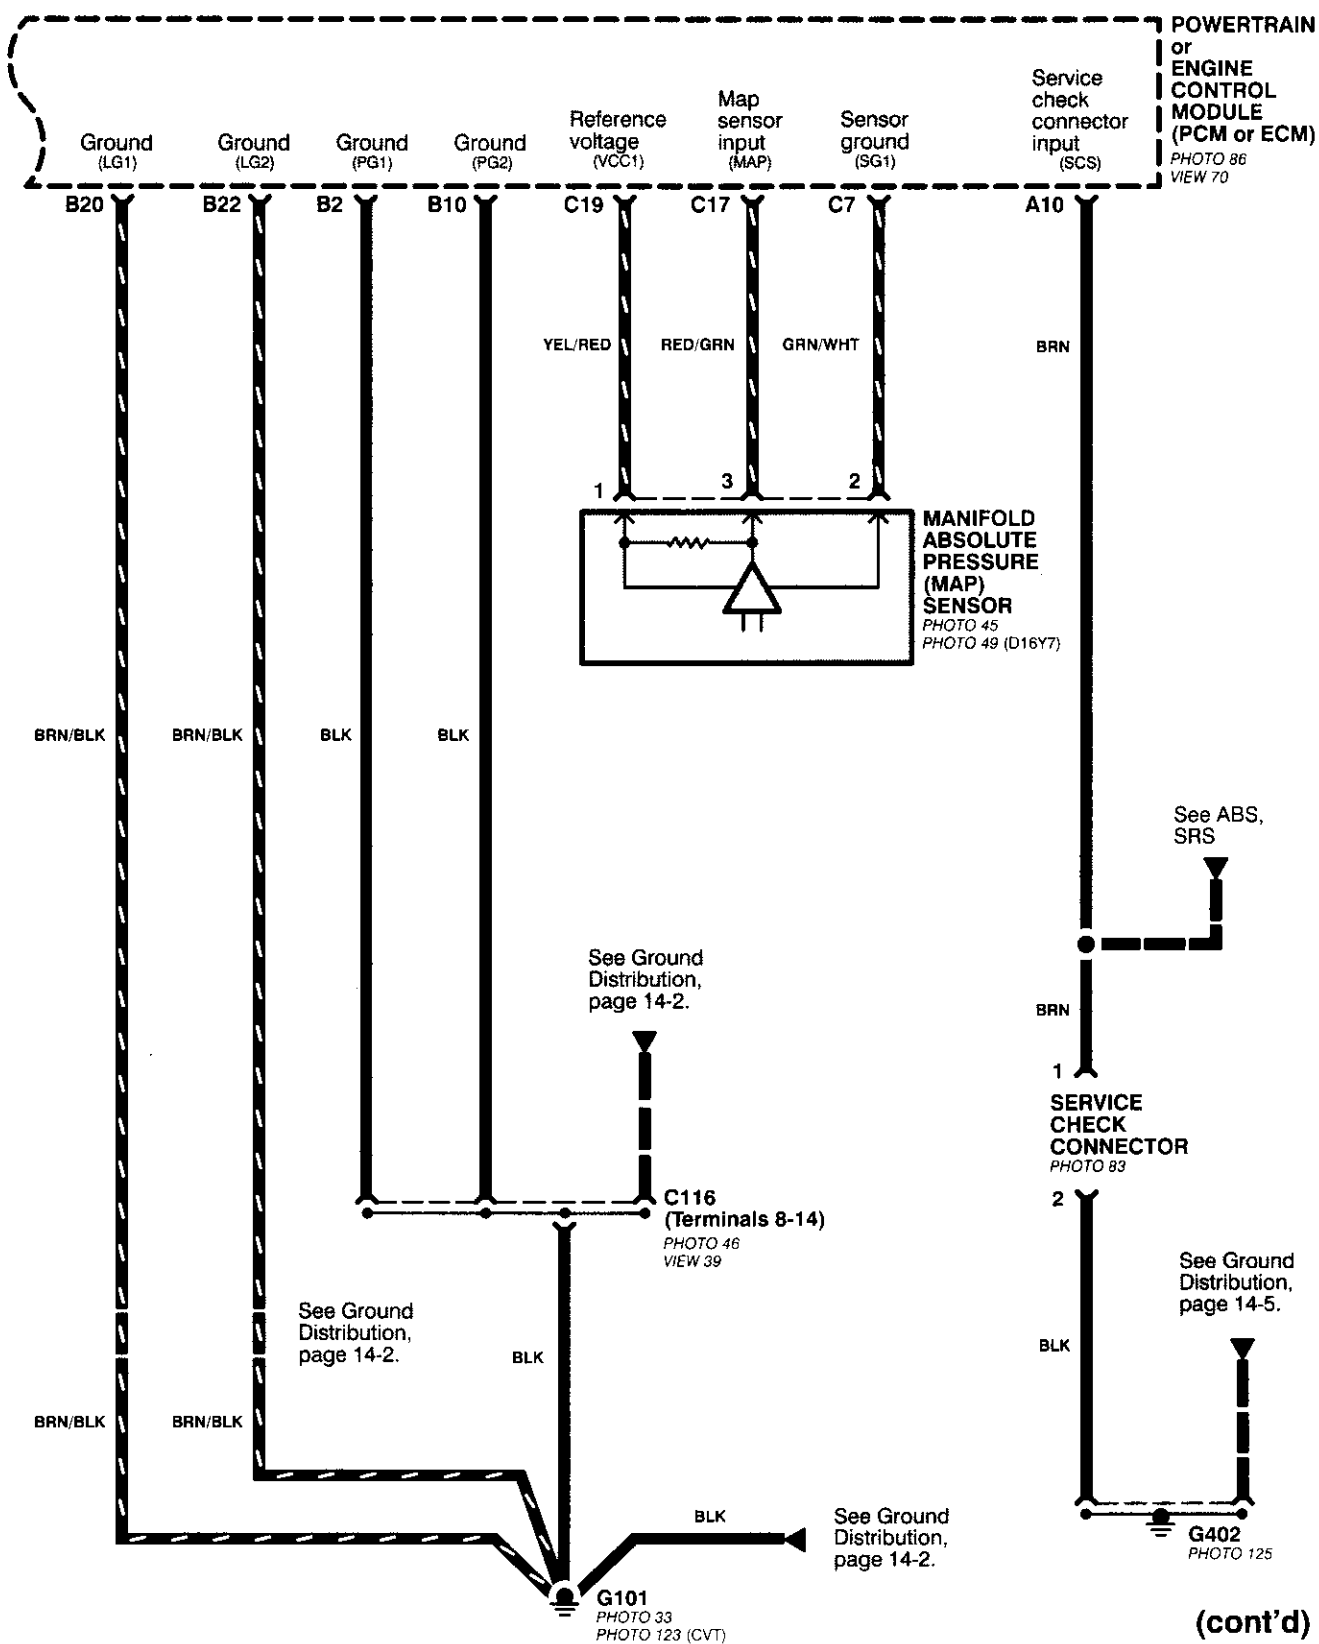 POWERTRAIN
or
ENGINE
CONTROL
MODULE
(PCM or ECM)
PHOTO 86
VIEW 70
Ground
(LG1)
Ground
(LG2)
Ground
(PG1)
Ground
(PG2)
Reference
voltage
(VCC1)
Map
sensor
input
(MAP)
Sensor
ground
(SG1)
Service
check
connector
input
(SCS)
B20
B22
B2
B10
C19
C17
C7
A10
YEL/RED
RED/GRN
GRN/WHT
BRN
1
3
2
MANIFOLD
ABSOLUTE
PRESSURE
(MAP)
SENSOR
PHOTO 45
PHOTO 49 (D16Y7)
BRN/BLK
BRN/BLK
BLK
BLK
See ABS,
SRS
See Ground
Distribution,
page 14-2.
BRN
1
SERVICE
CHECK
CONNECTOR
PHOTO 83
2
C116
(Terminals 8-14)
PHOTO 46
VIEW 39
See Ground
Distribution,
page 14-2.
BLK
See Ground
Distribution,
page 14-5.
BLK
BRN/BLK
BRN/BLK
BLK
See Ground
Distribution,
page 14-2.
G402
PHOTO 125
G101
PHOTO 33
PHOTO 123 (CVT)
(cont'd)